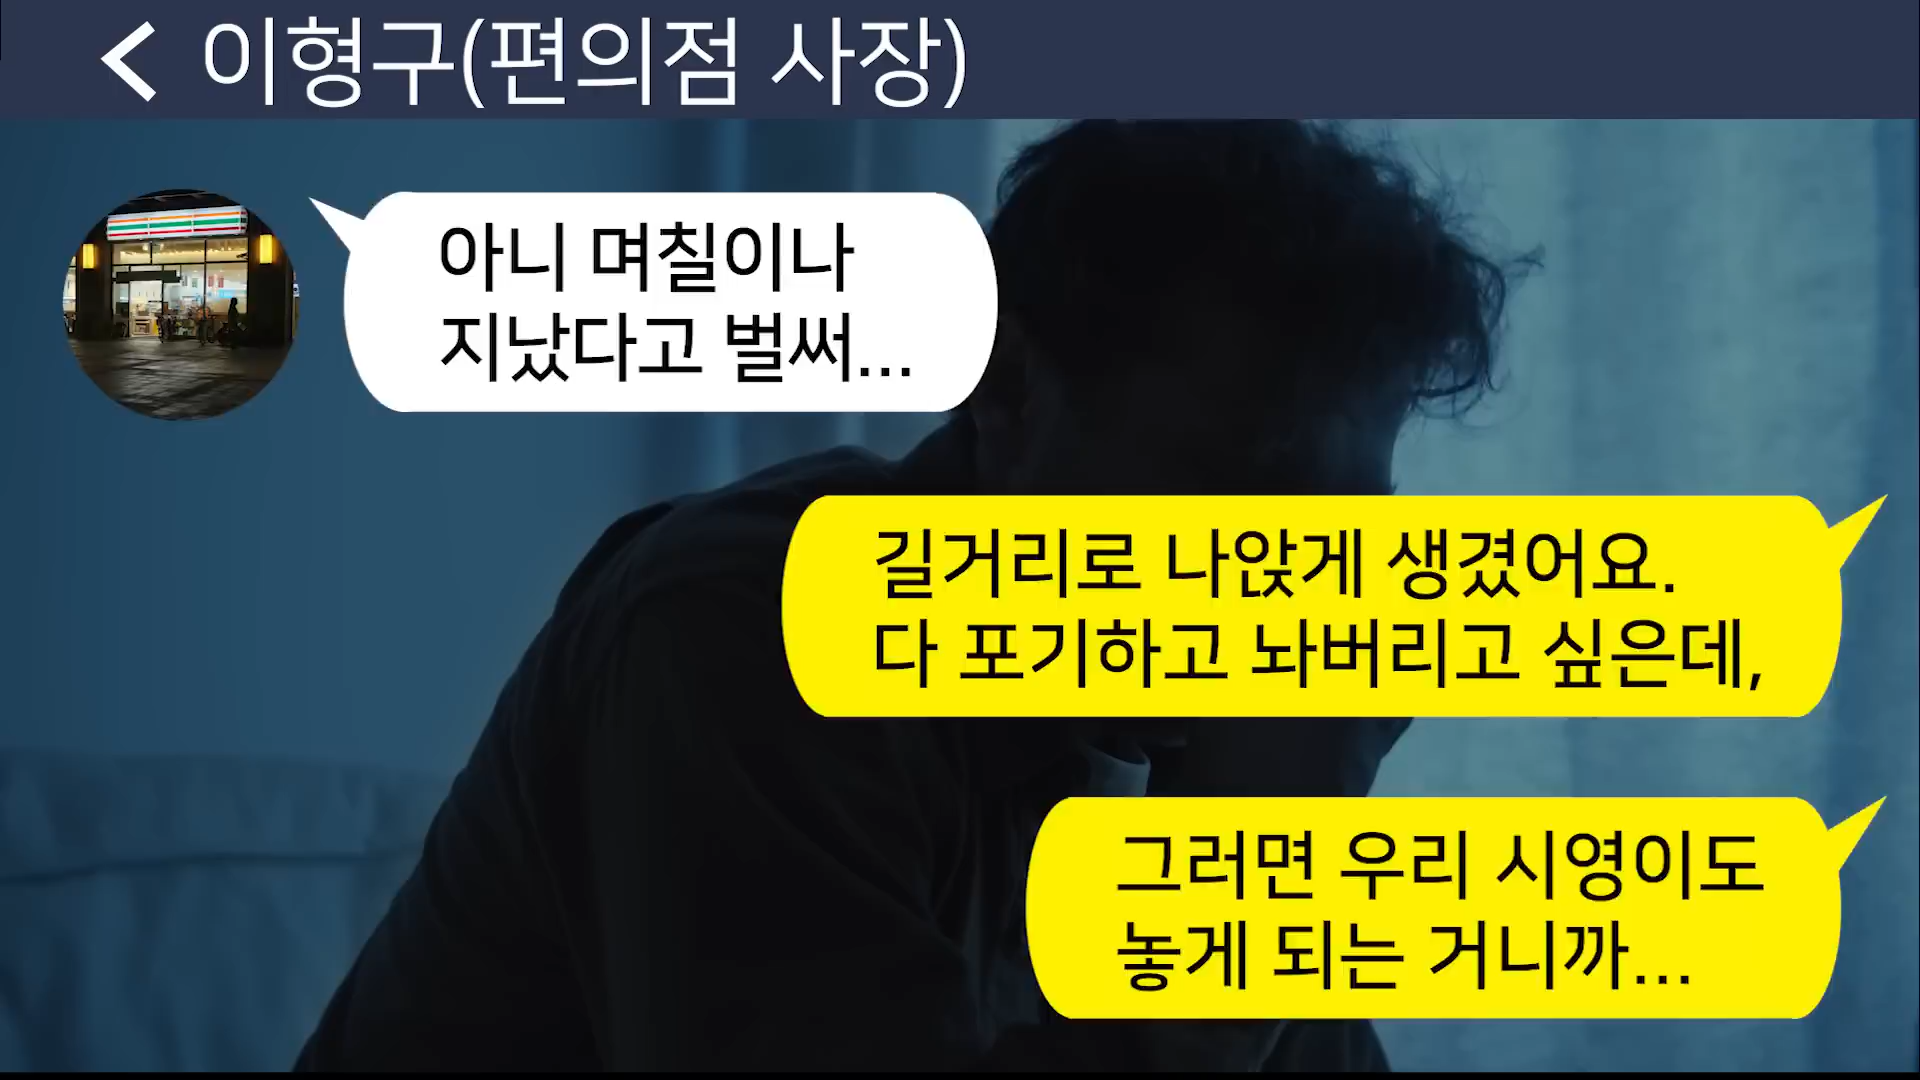 이형구(편의점 사장)
아니 며칠이나
지났다고 벌써...
길거리로 나앉게 생겼어요.
다 포기하고 놔버리고 싶은데,
그러면 우리 시영이도
놓게 되는 거니까...